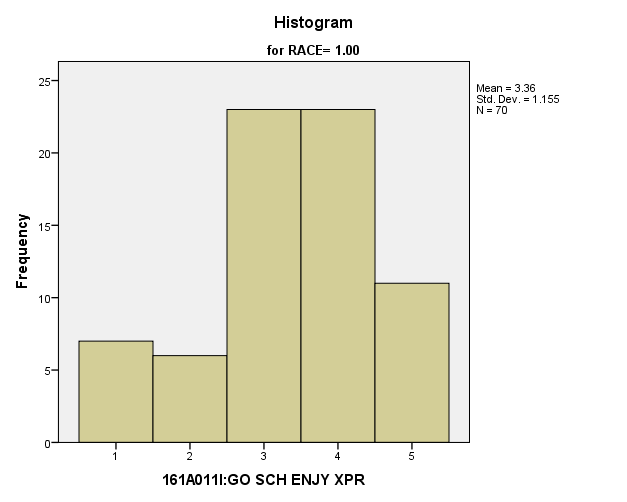 Histogram
for RACE= 1.00
Mean = 3.36
Std. Dev. = 1.155
N = 70
25
20
15
10
5
0
Frequency
1 2 3 4 5
161A011I:GO SCH ENJY XPR